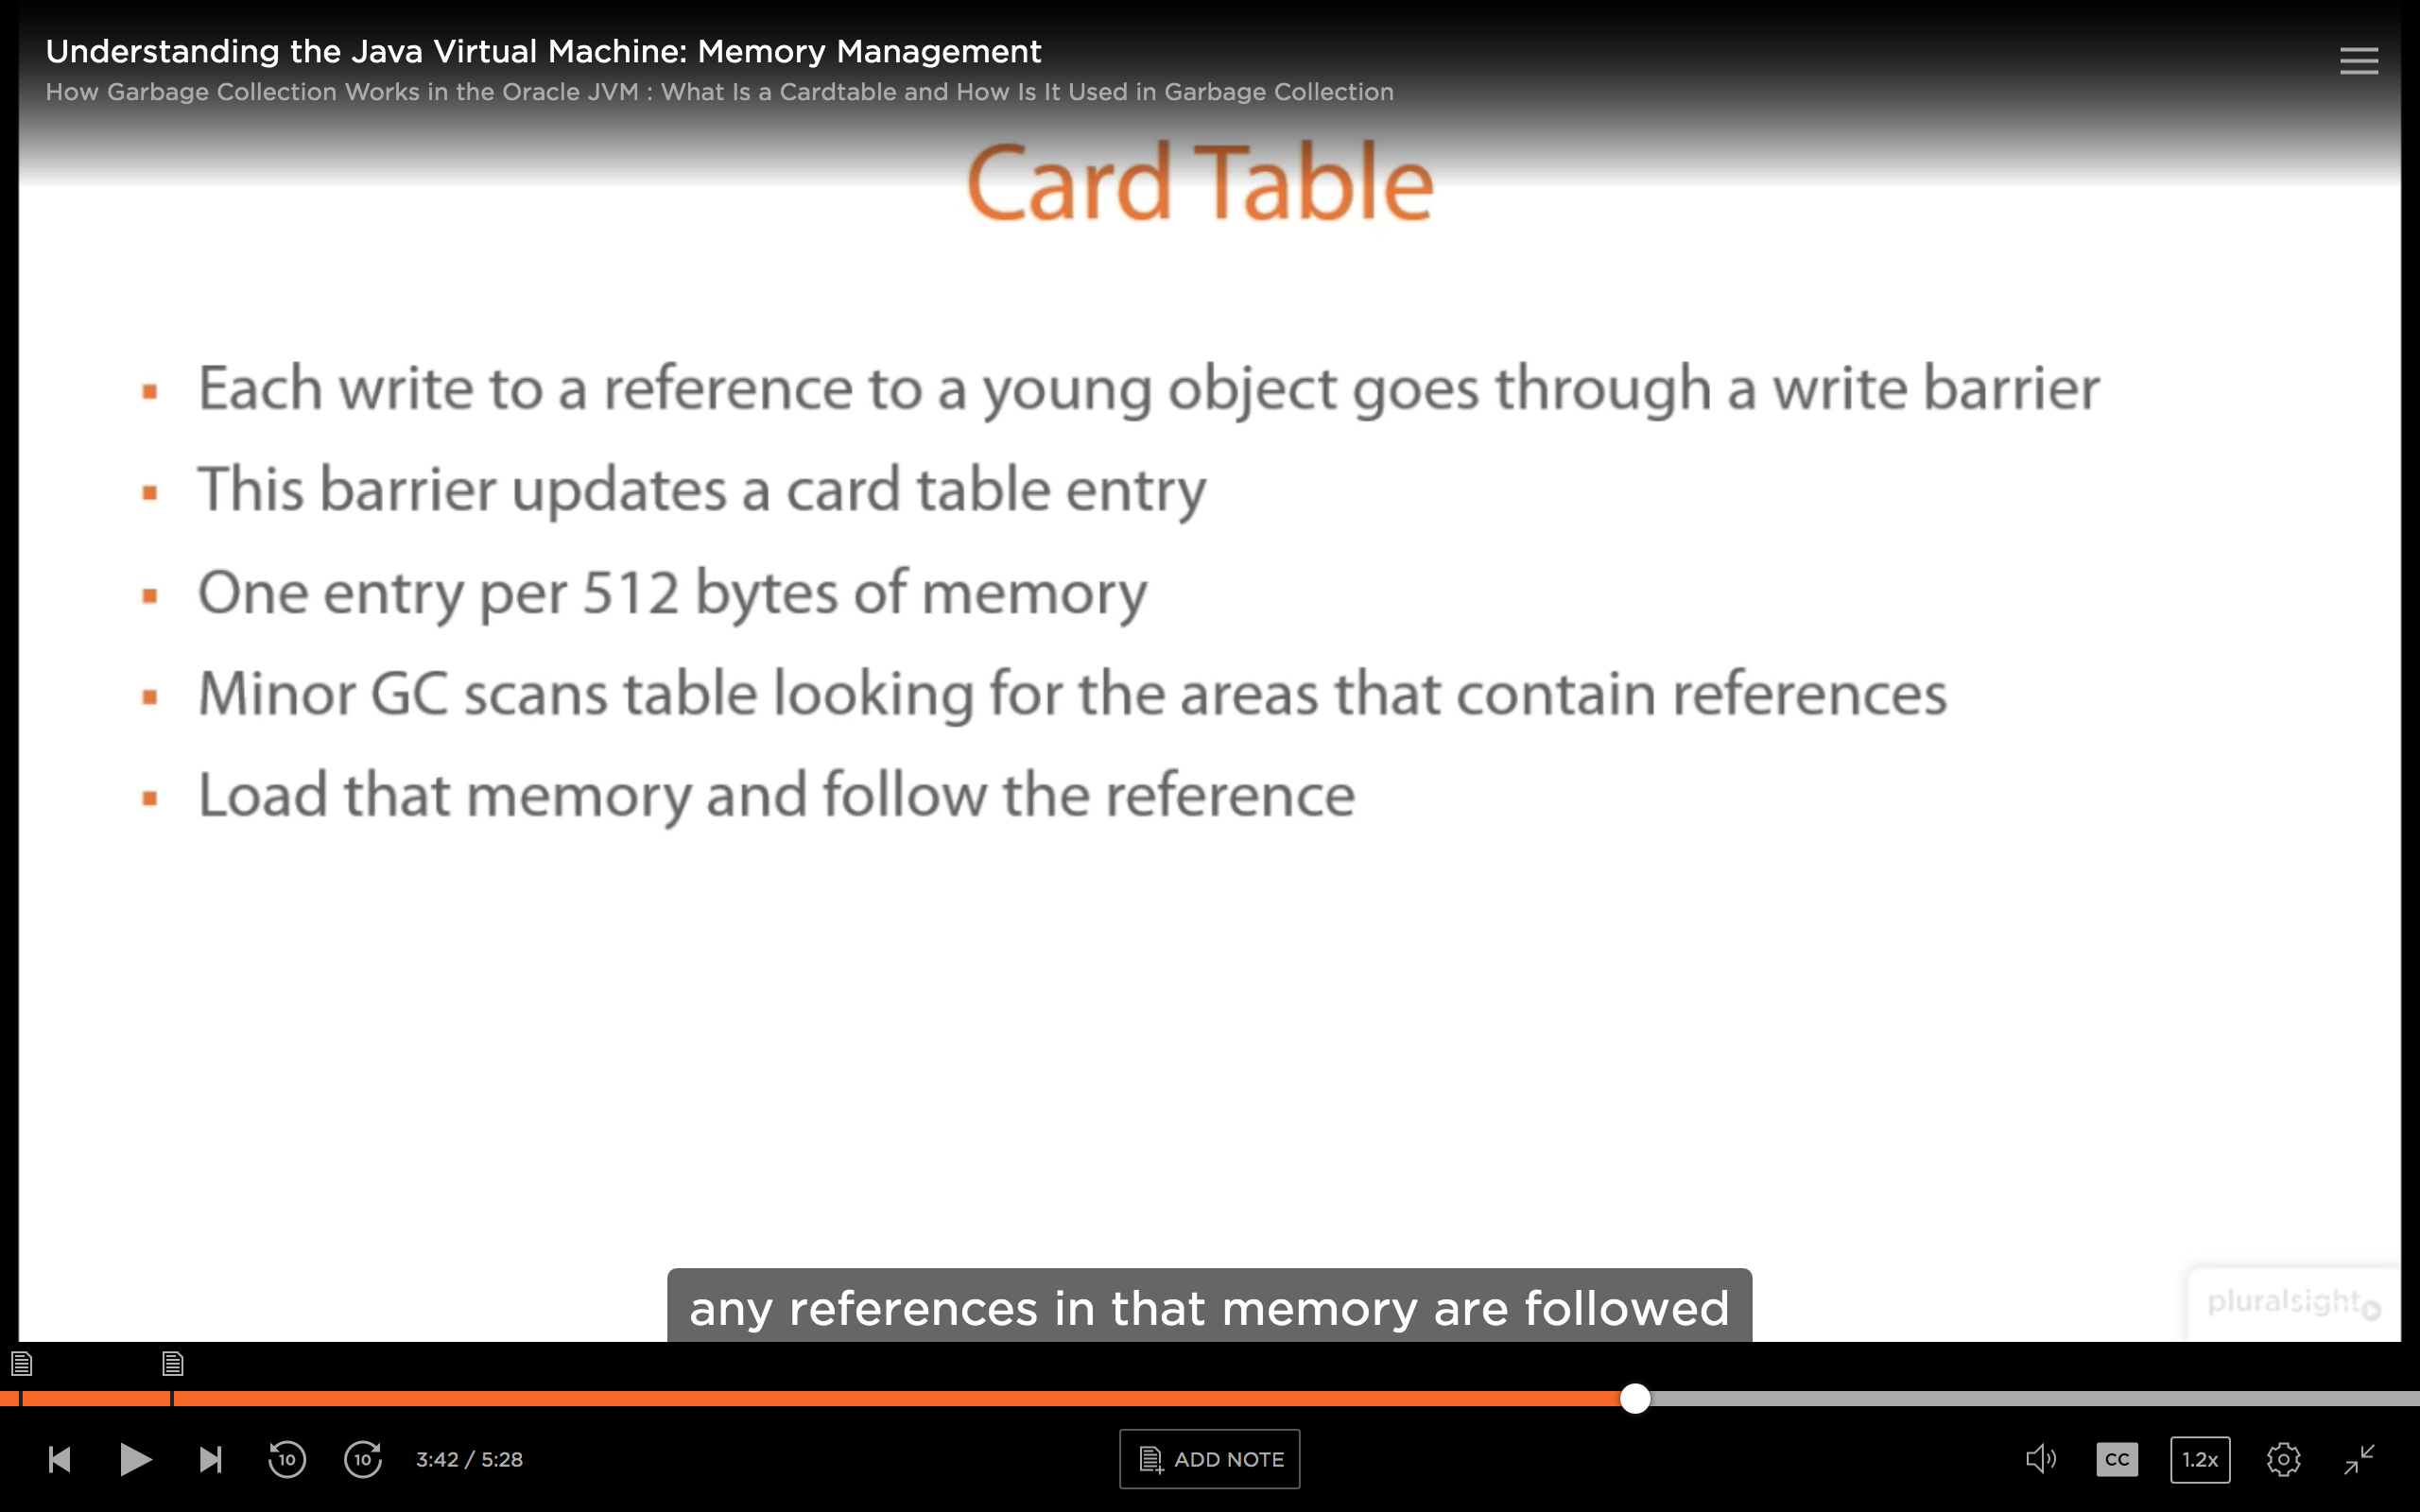 Understanding the Java Virtual Machine: Memory Management
How Garbage Collection Works in the Oracle JVM : What Is a Cardtable and How Is It Used in Garbage Collection
Card Table
Each write to a reference to a young object goes through a write barrier
This barrier updates a card table entry
One entry per 512 bytes of memory
Minor GC scans table looking for the areas that contain references
Load that memory and follow the reference
any references in that memory are followed
pluralsight
10
10
3:42 / 5:28
ADD NOTE
CC
1.2x